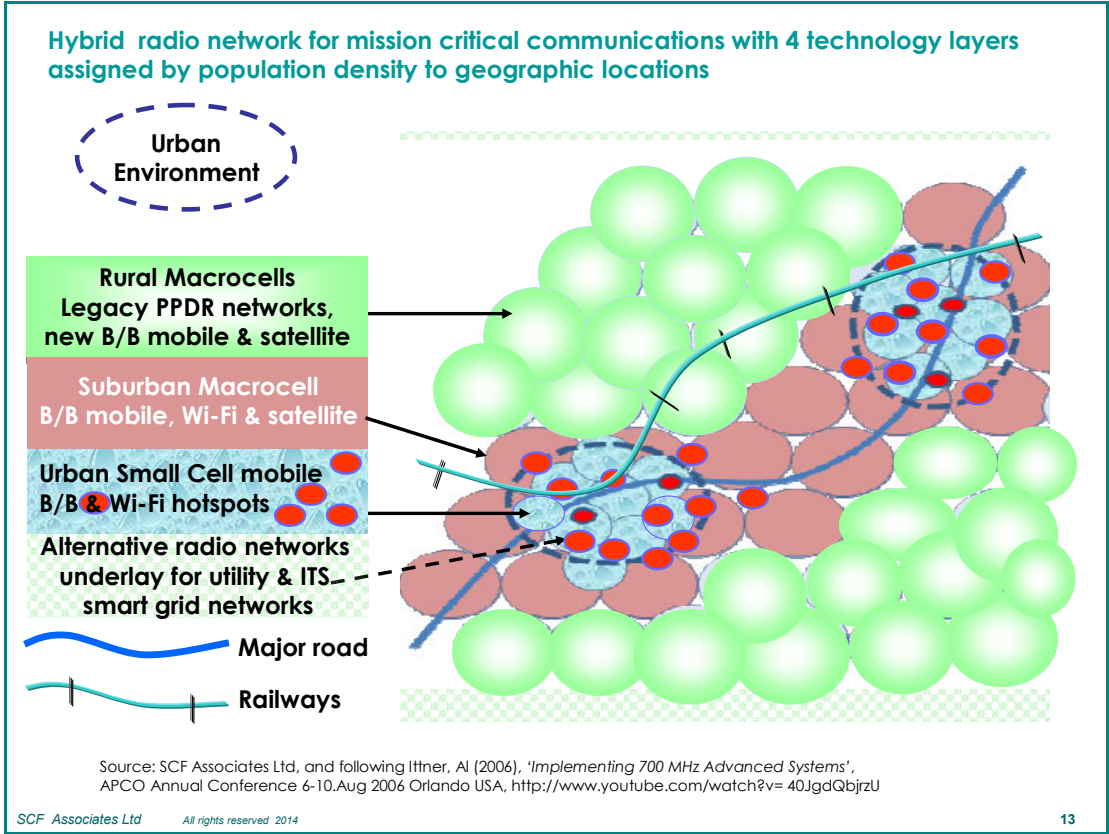 Hybrid radio network for mission critical communications with 4 technology layers
assigned by population density to geographic locations
Urban
Environment
Rural Macrocells
Legacy PPDR networks,
new B/B mobile & satellite
Suburban Macrocell
B/B mobile, Wi-Fi & satellite
Urban Small Cell mobile
B/B & Wi-Fi hotspots
Alternative radio networks
underlay for utility & ITS
smart grid networks
Major road
Railways
Source: SCF Associates Ltd, and following Ittner, Al (2006), ‘Implementing 700 MHz Advanced Systems’,
APCO Annual Conference 6-10.Aug 2006 Orlando USA, http://www.youtube.com/watch?v= 40JgdQbjrzU
SCF Associates Ltd All rights reserved 2014 13